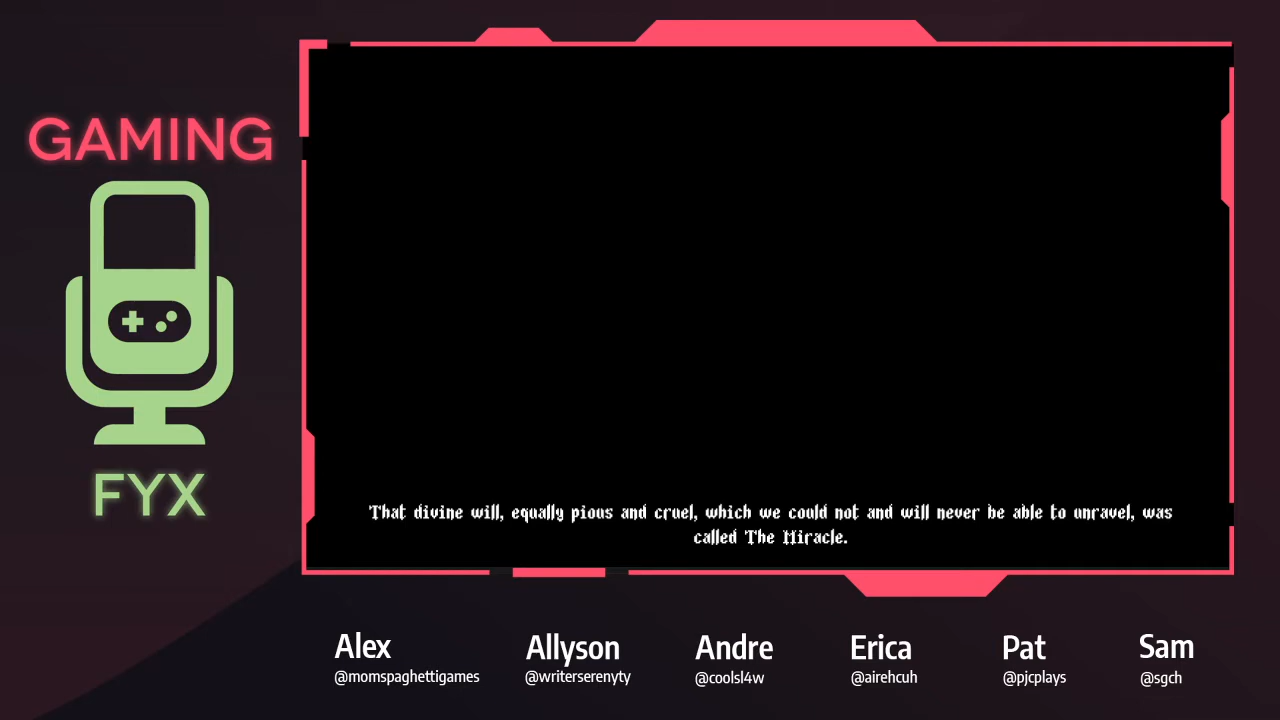 GAMING
FYX
That divine will, equally pious and cruel, which we could not and will never be able to unravel, was
called The Miracle.
Alex
@momspaghettigames
Allyson
@writerserenyty
Andre
@coolsl4w
Erica
@airehcuh
Pat
@pjcplays
Sam
@sgch